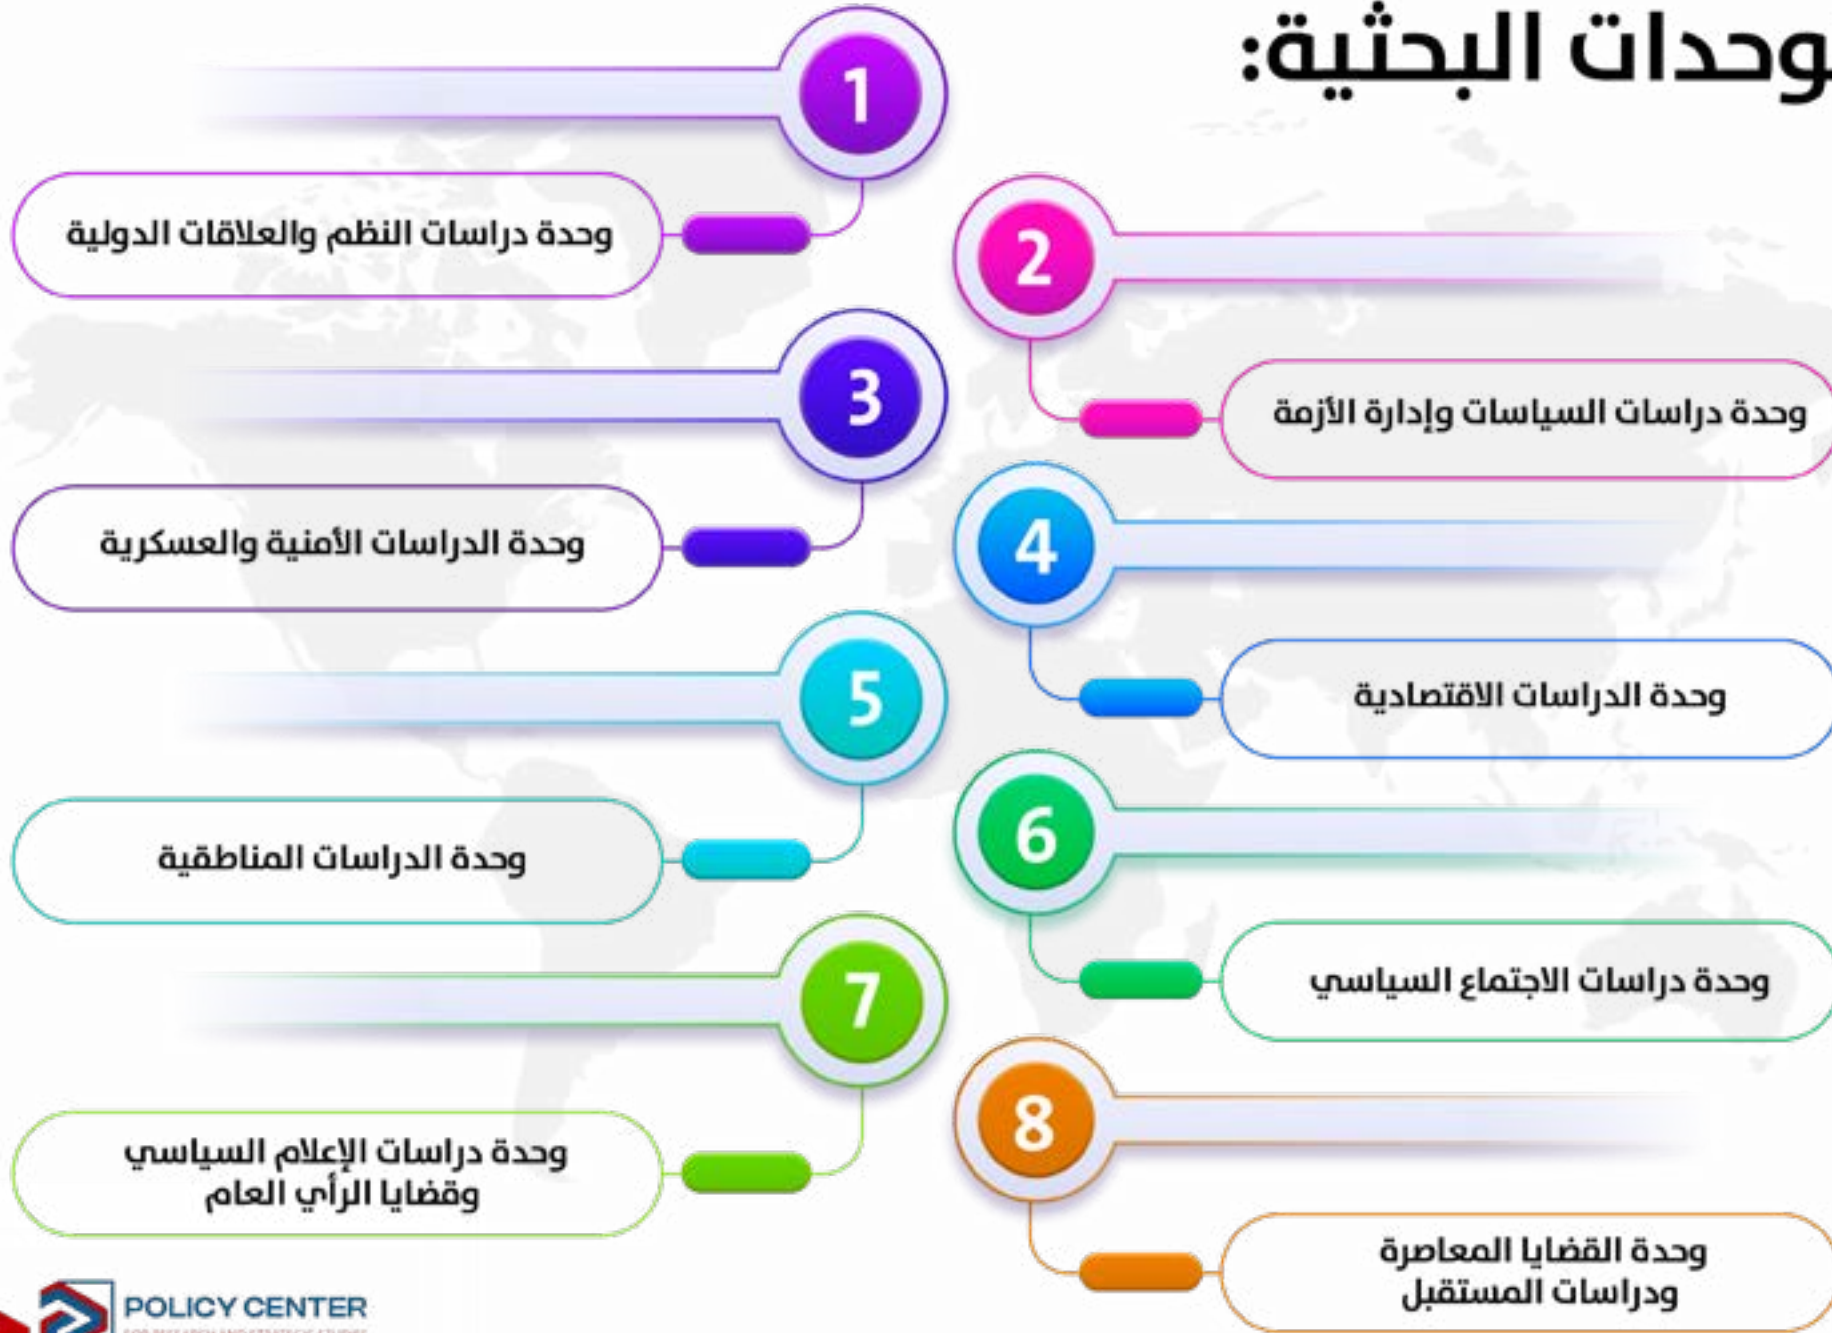 وحدات البحثية:
1
وحدة دراسات النظم والعلاقات الدولية
2
وحدة دراسات السياسات وإدارة الأزمة
3
وحدة الدراسات الأمنية والعسكرية
4
وحدة الدراسات الاقتصادية
5
وحدة الدراسات المناطقية
6
وحدة دراسات الاجتماع السياسي
7
وحدة دراسات الإعلام السياسي
وقضايا الرأي العام
8
وحدة القضايا المعاصرة
ودراسات المستقبل
POLICY CENTER